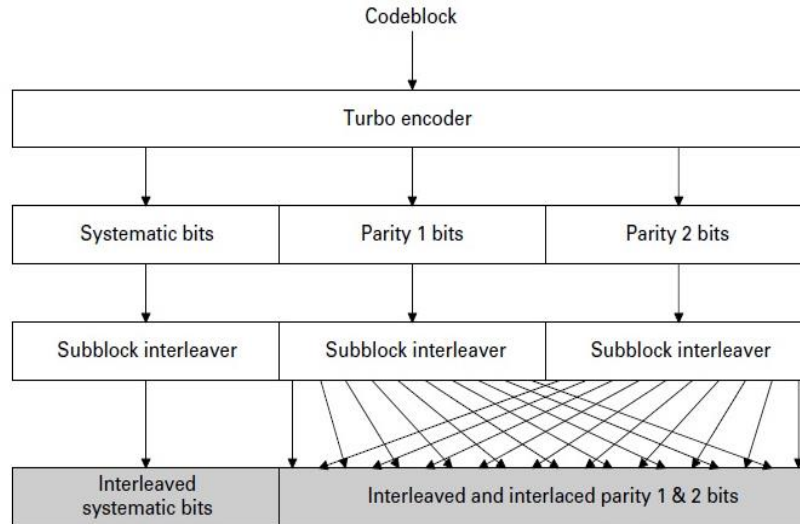 Codeblock
Turbo encoder
Systematic bits
Parity 1 bits
Parity 2 bits
Subblock interleaver
Subblock interleaver
Subblock interleaver
Interleaved
systematic bits
Interleaved and interlaced parity 1 & 2 bits